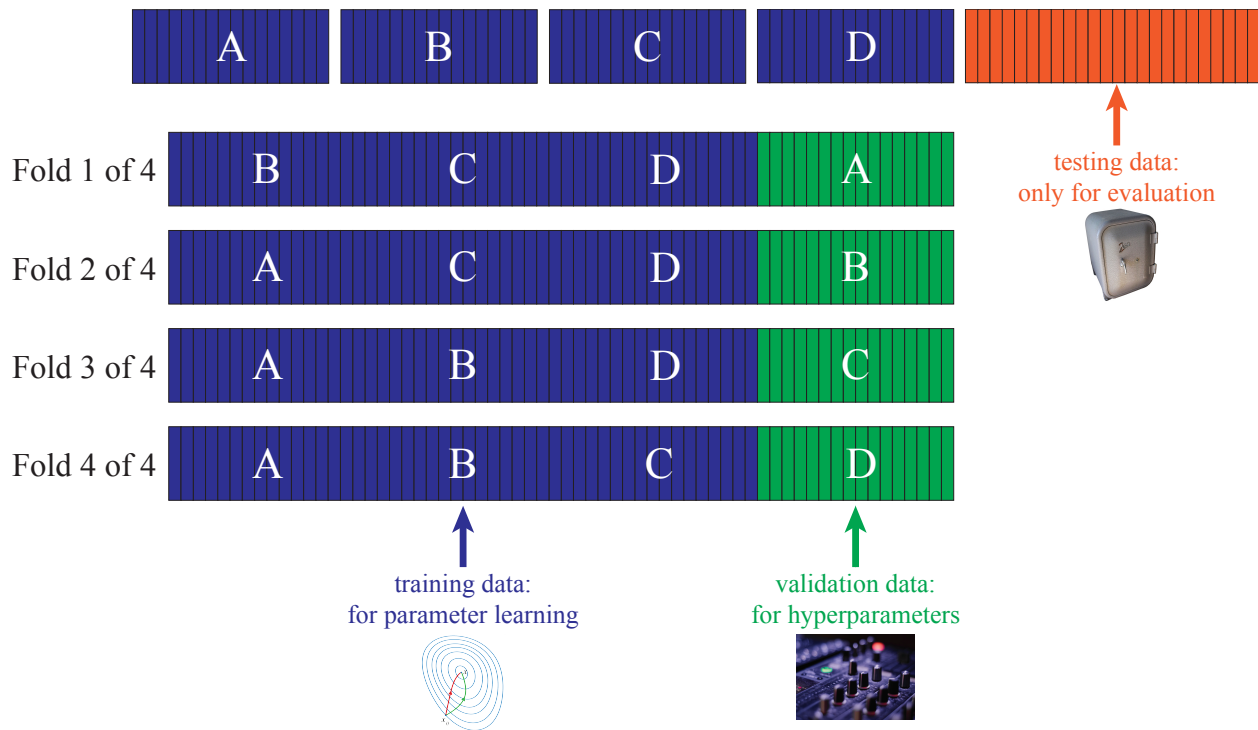 A B C D
Fold 1 of 4 B C D A
testing data:
only for evaluation
Fold 2 of 4 A C D B
Fold 3 of 4 A B D C
Fold 4 of 4 A B C D
training data:
for parameter learning
validation data:
for hyperparameters